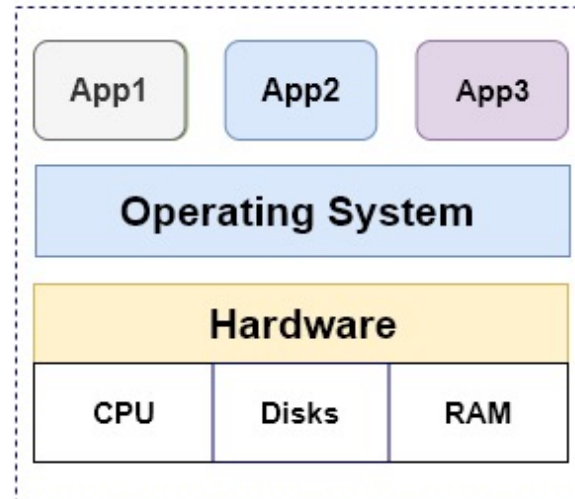 App1 App2 App3
Operating System
Hardware
CPU Disks RAM